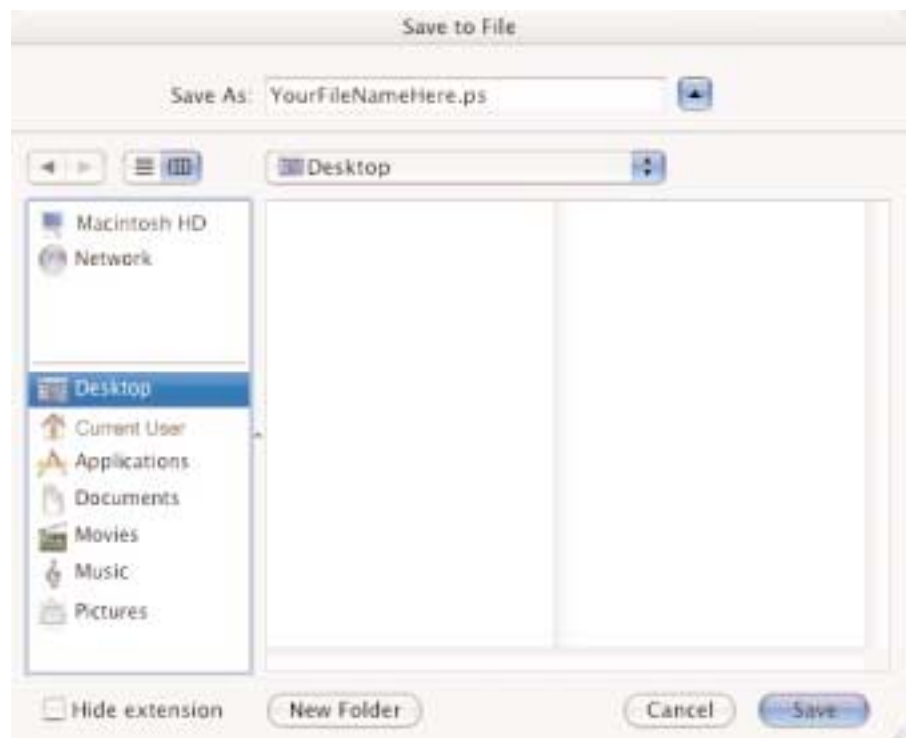 Save to File
Save As: YourFileNameHere.ps
Desktop
Macintosh HD
Network
Desktop
Current User
Applications
Documents
Movies
Music
Pictures
Hide extension New Folder Cancel Save